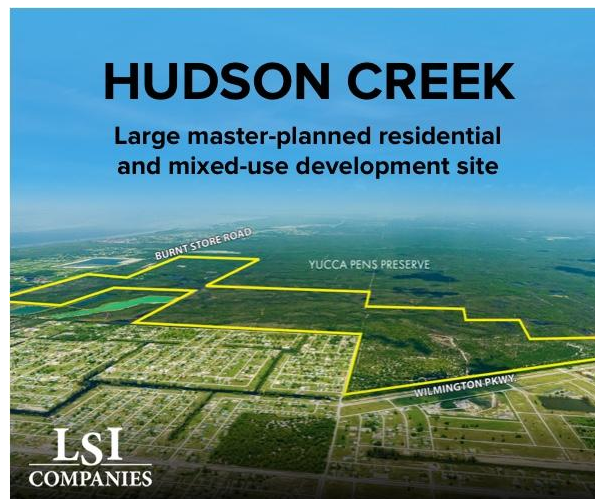 HUDSON CREEK
Large master-planned residential
and mixed-use development site
BURNT STORE ROAD
YUCCA PENS PRESERVE
WILMINGTON PKWY.
LSI
COMPANIES